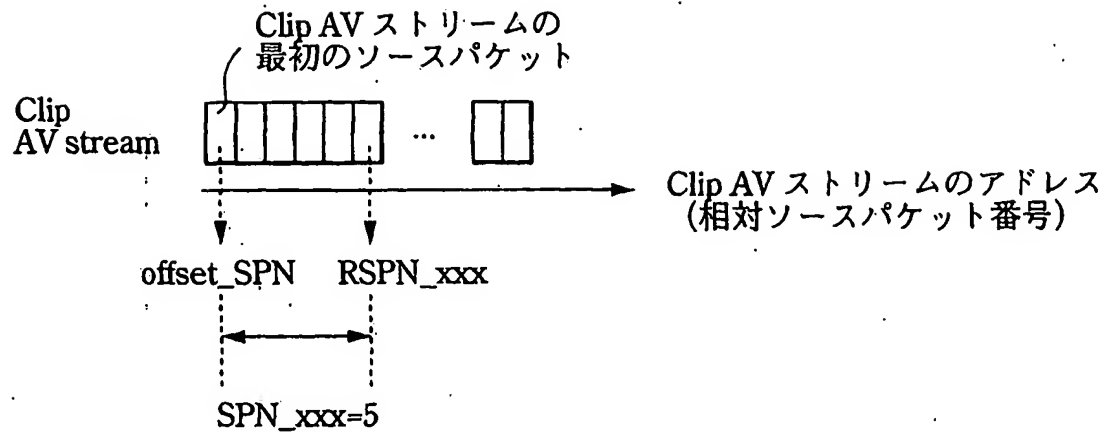 Clip AV ストリームの
最初のソースパケット
Clip
AV stream
...
Clip AV ストリームのアドレス
(相対ソースパケット番号)
offset_SPN RSPN_xxx
SPN_xxx=5